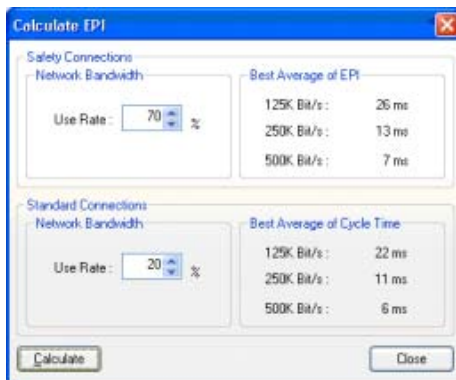 Calculate EPI
Safety Connections
Network Bandwidth
Use Rate : 70 %
Best Average of EPI
125K Bit/s : 26 ms
250K Bit/s : 13 ms
500K Bit/s : 7 ms
Standard Connections
Network Bandwidth
Use Rate : 20 %
Best Average of Cycle Time
125K Bit/s : 22 ms
250K Bit/s : 11 ms
500K Bit/s : 6 ms
Calculate
Close